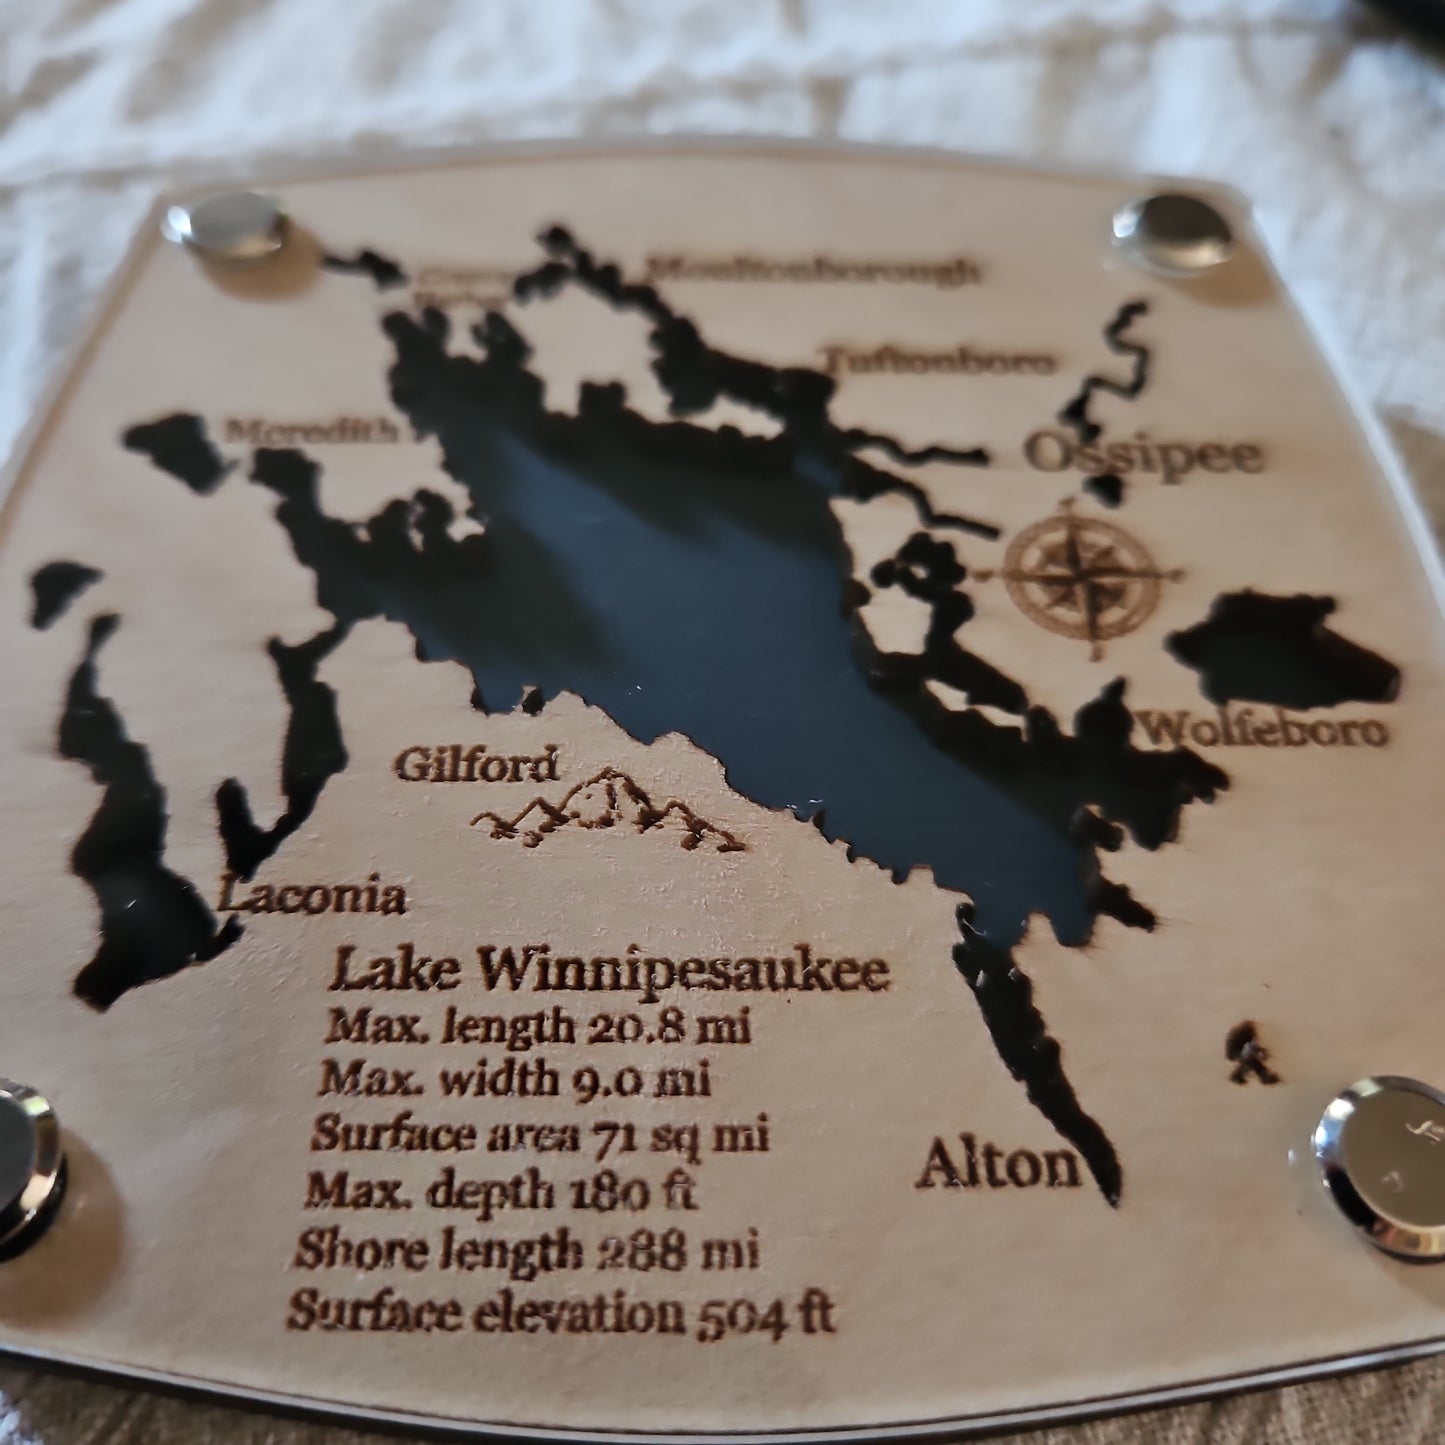 Moultonborough
Tuftonboro
Meredith
Ossipee
Wolfeboro
Gilford
Laconia
Lake Winnipesaukee
Max. length 20.8 mi
Max. width 9.0 mi
Surface area 71 sq mi
Max. depth 180 ft
Shore length 288 mi
Surface elevation 504 ft
Alton